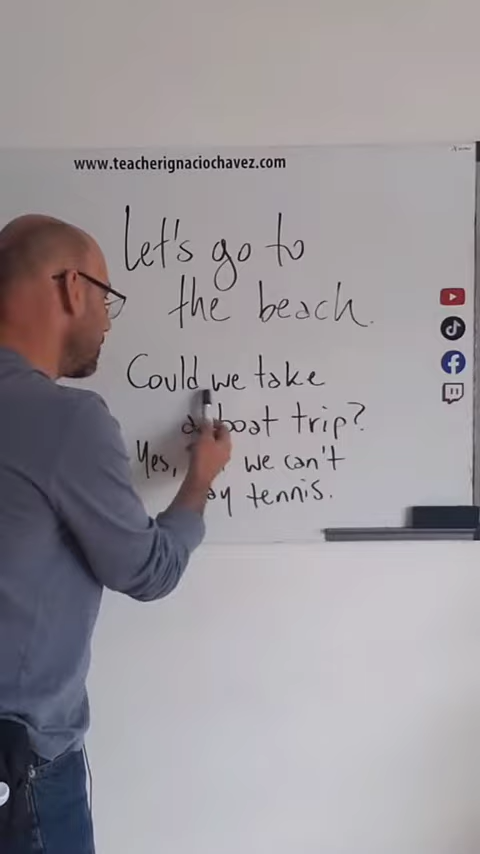 www.teacherignaciochavez.com
Let's go to
the beach.
Could we take
a boat trip?
Yes, we can't
tennis.